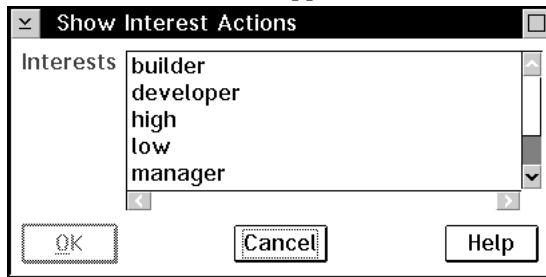 Show Interest Actions
Interests
builder
developer
high
low
manager
OK
Cancel
Help